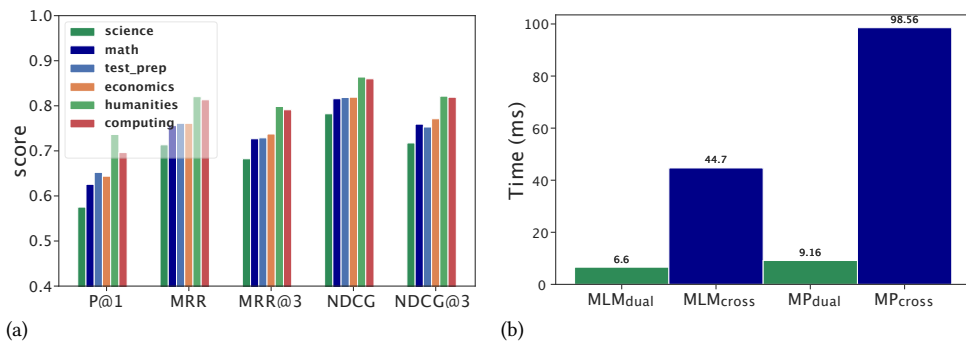 1.0
0.9
0.8
0.7
0.6
0.5
0.4
score
science
math
test_prep
economics
humanities
computing
P@1 MRR MRR@3 NDCG NDCG@3
(a)
100
80
60
40
20
0
Time (ms)
6.6
44.7
9.16
98.56
MLMdual MLMcross MPdual MPcross
(b)